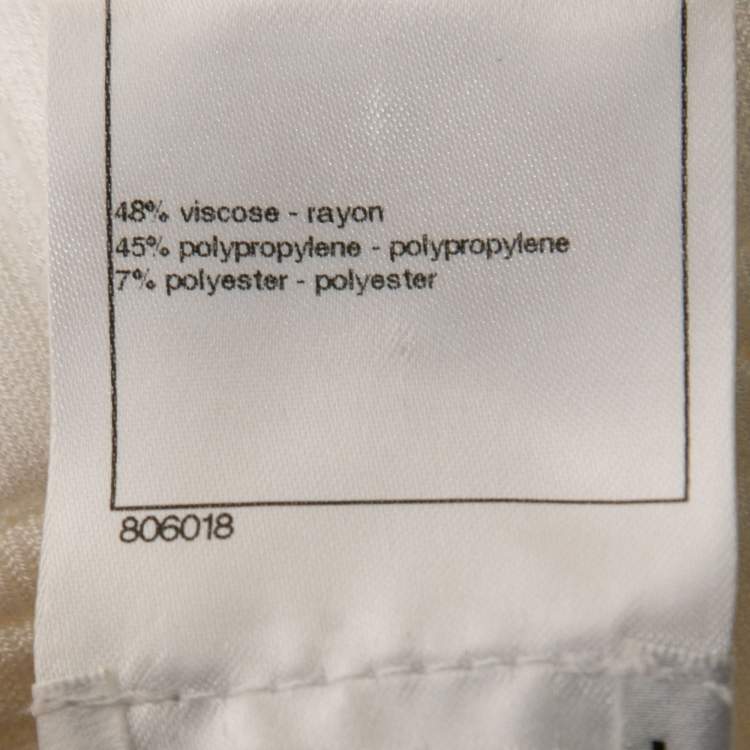 48% viscose - rayon
45% polypropylene - polypropylene
7% polyester - polyester
806018